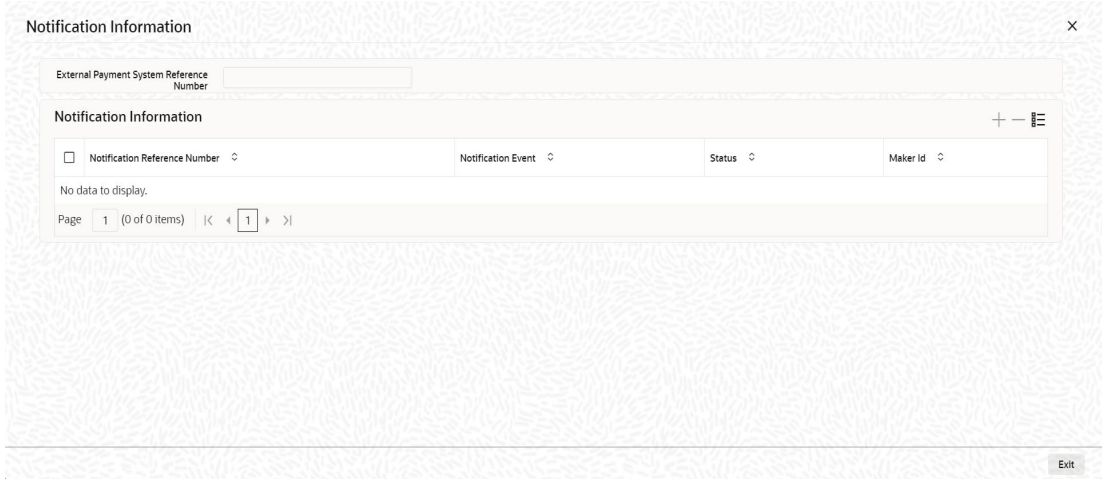 Notification Information
External Payment System Reference
Number
Notification Information
Notification Reference Number Notification Event Status Maker Id
No data to display.
Page 1 (0 of 0 items) 1
Exit